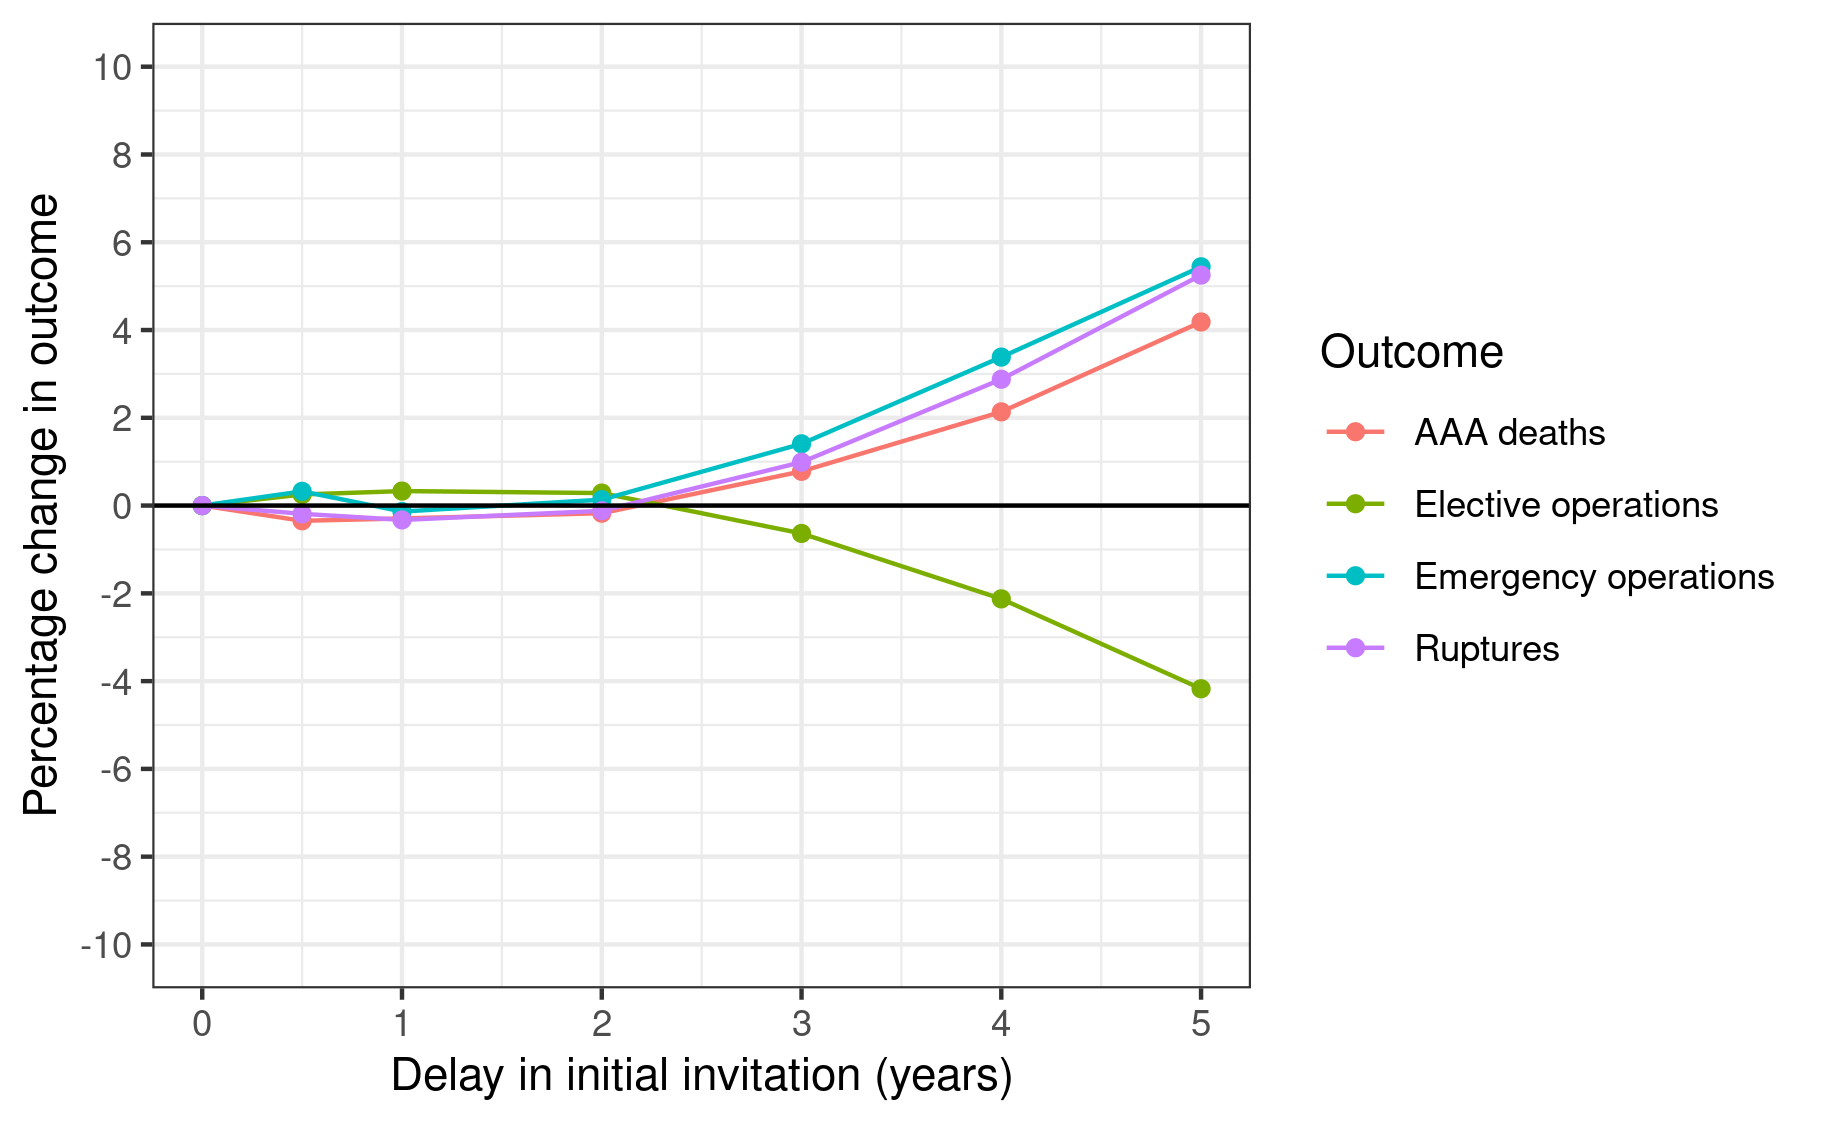 Percentage change in outcome
10
8
6
4
2
0
-2
-4
-6
-8
-10
0 1 2 3 4 5
Delay in initial invitation (years)
Outcome
AAA deaths
Elective operations
Emergency operations
Ruptures